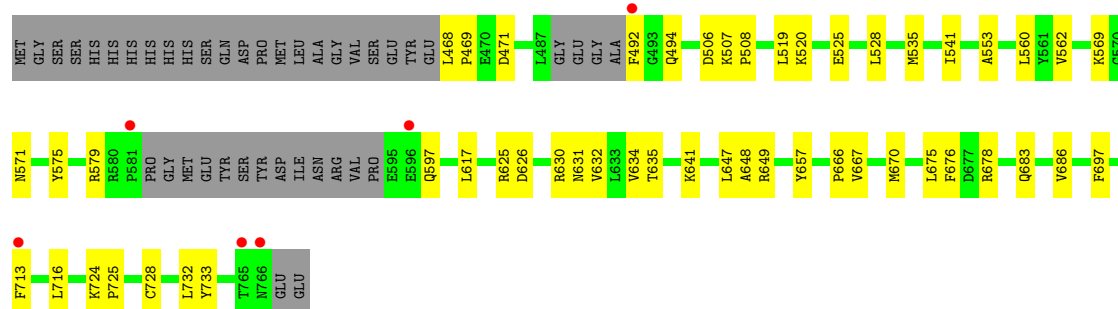 MET GLY SER SER HIS HIS HIS HIS HIS HIS SER GLN ASP PRO MET LEU ALA GLY VAL SER GLU TYR GLU L468 P469 E470 D471 L487 GLY GLU GLY ALA F492 G493 Q494 D506 K507 P508 L519 K520 E525 L528 M535 I541 A553 L560 Y561 V562 K569 G570
N571 Y575 R579 R580 P581 PRO GLY MET GLU TYR SER TYR ASP ILE ASN ARG VAL PRO E595 E596 Q597 L617 R625 D626 R630 N631 V632 L633 V634 T635 K641 L647 A648 R649 Y657 P666 V667 M670 L675 F676 D677 R678 Q683 V686 F697
F713 L716 K724 P725 C728 L732 Y733 T765 N766 GLU GLU